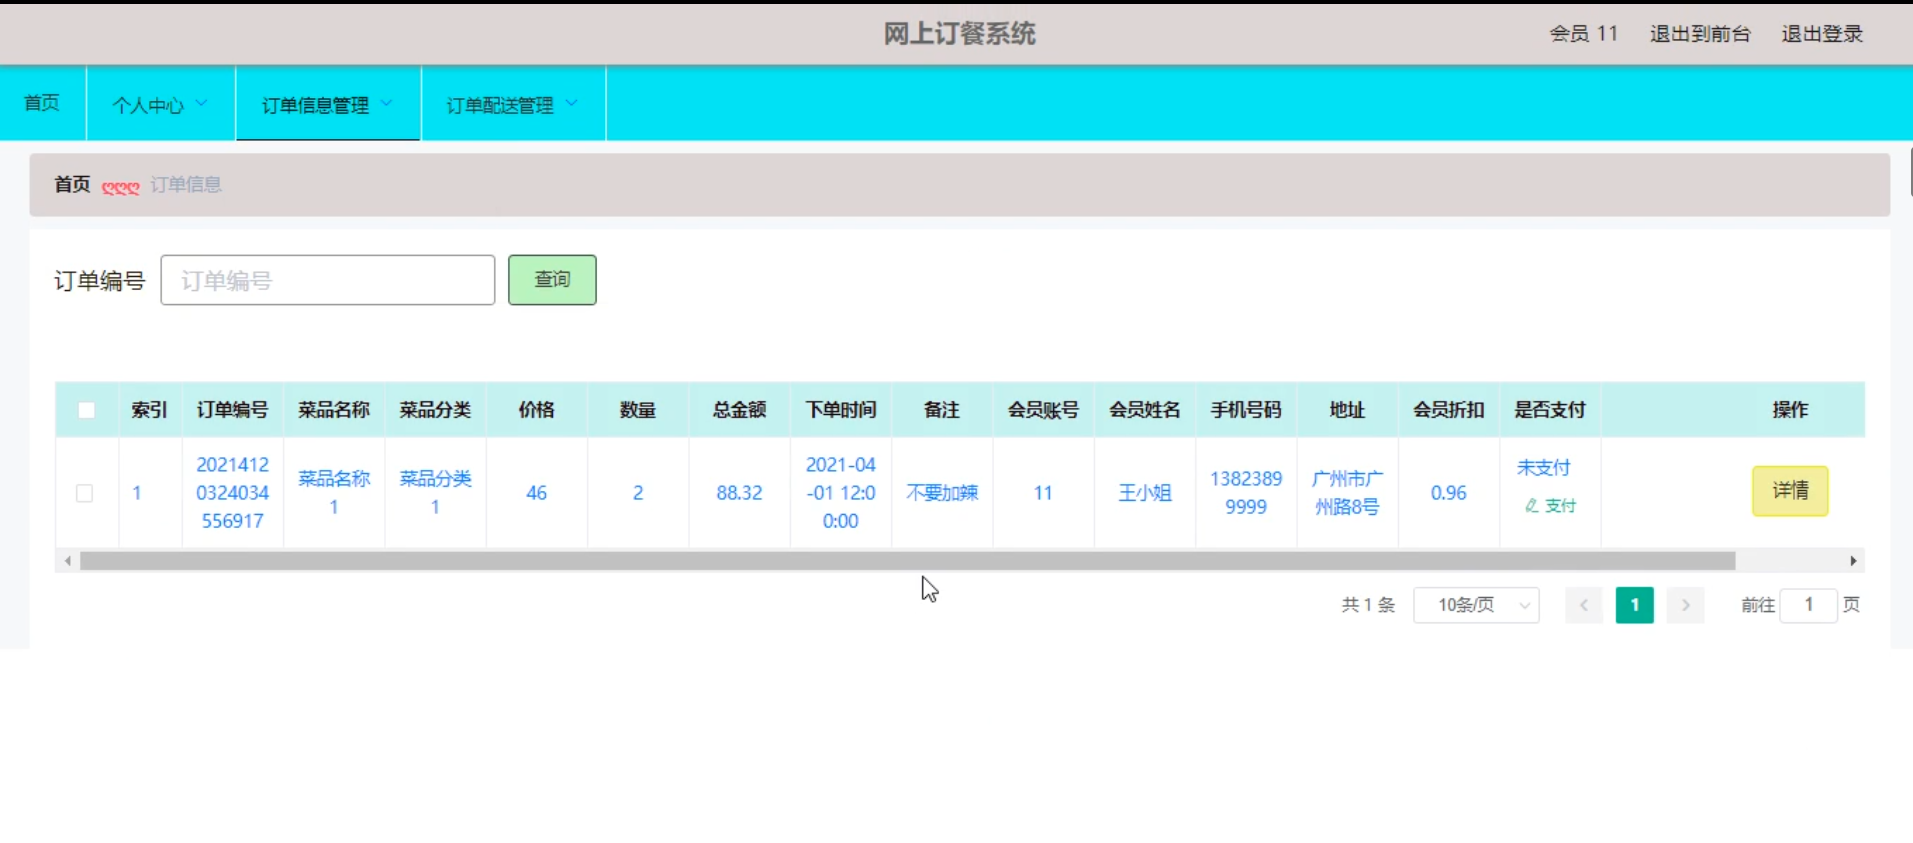 网上订餐系统
会员 11 退出到前台 退出登录
首页 个人中心 订单信息管理 订单配送管理
首页 ღღღ 订单信息
订单编号 订单编号 查询
索引 订单编号 菜品名称 菜品分类 价格 数量 总金额 下单时间 备注 会员账号 会员姓名 手机号码 地址 会员折扣 是否支付 操作
1
2021412
0324034
556917
菜品名称
1
菜品分类
1
46
2
88.32
2021-04
-01 12:0
0:00
不要加辣
11
王小姐
1382389
9999
广州市广
州路8号
0.96
未支付
支付
详情
共 1 条 10条/页 1 前往 1 页